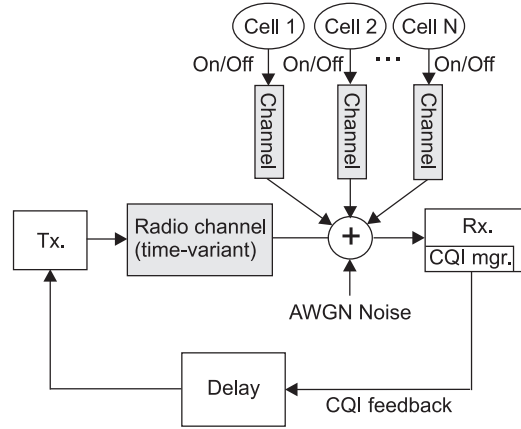 Cell 1
Cell 2
Cell N
On/Off
On/Off
...
On/Off
Channel
Channel
Channel
Tx.
Radio channel
(time-variant)
+
Rx.
CQI mgr.
AWGN Noise
Delay
CQI feedback